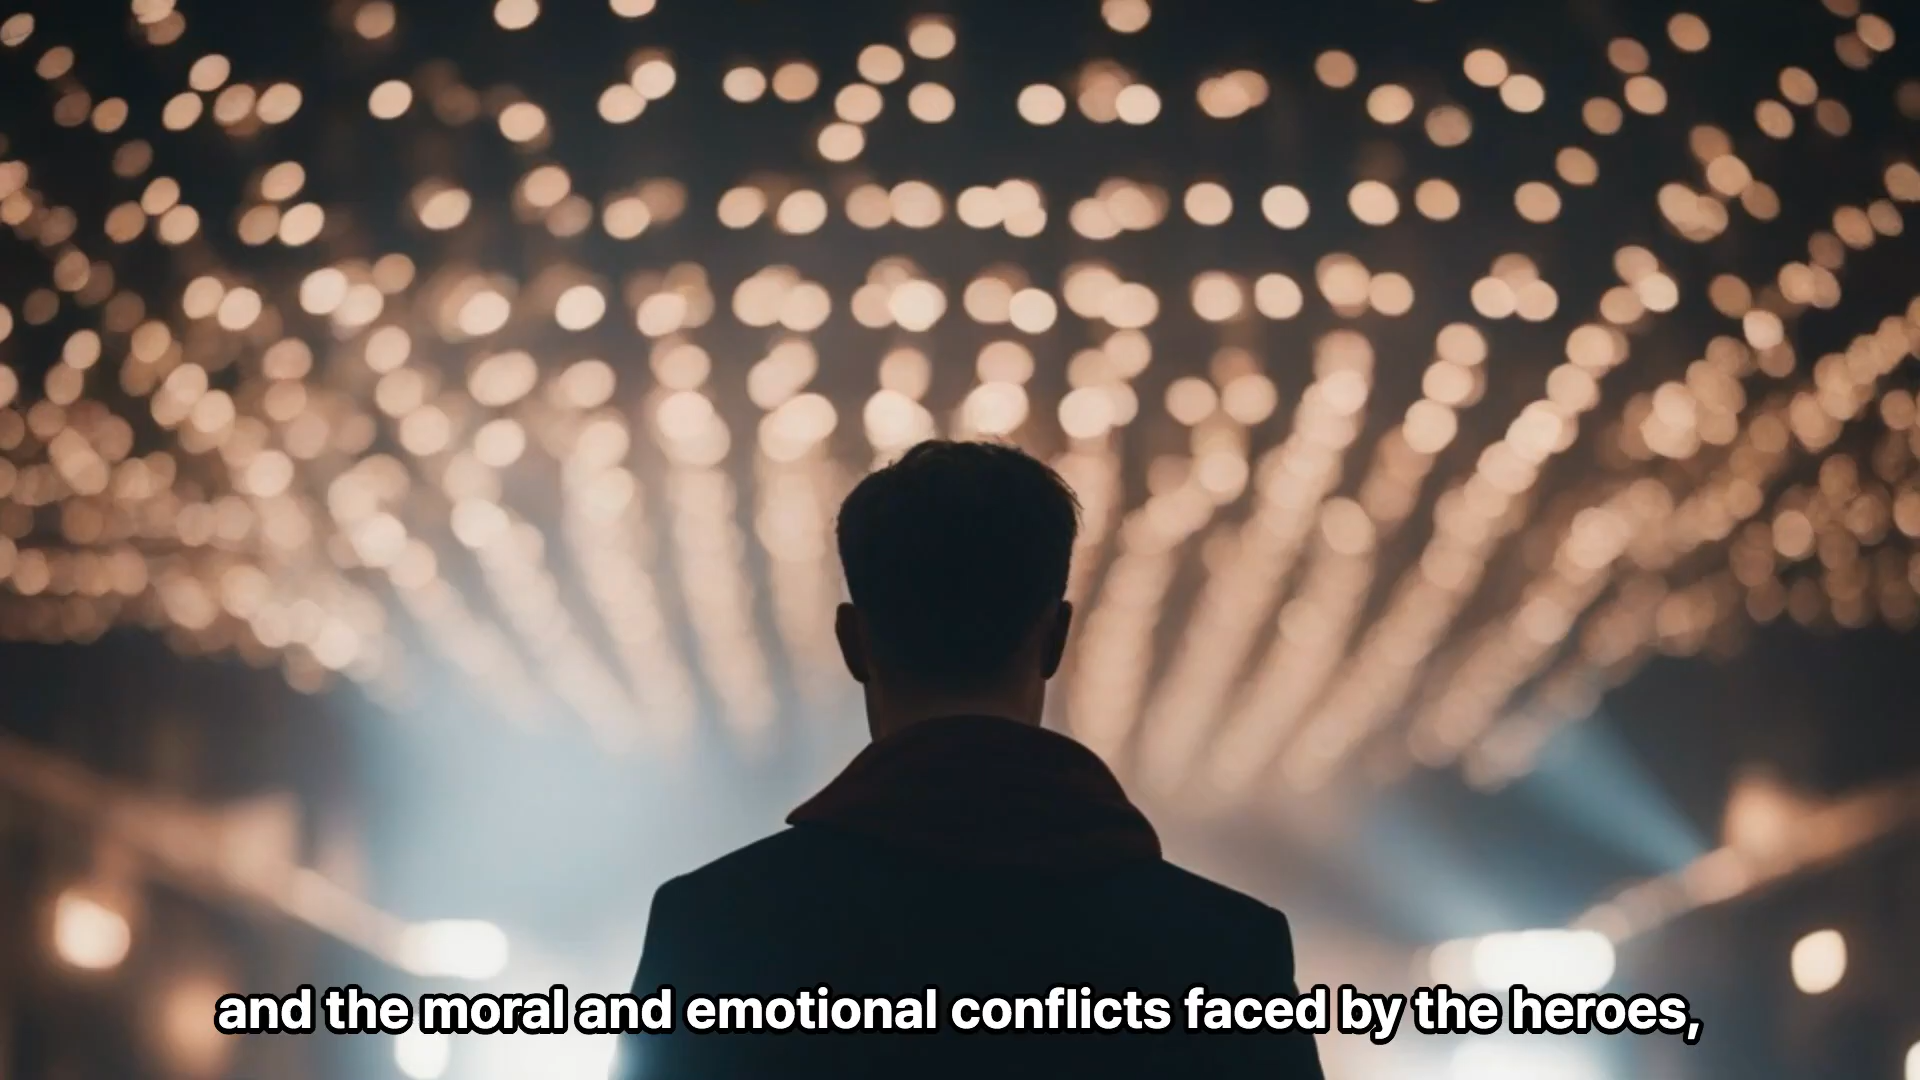 and the moral and emotional conflicts faced by the heroes,